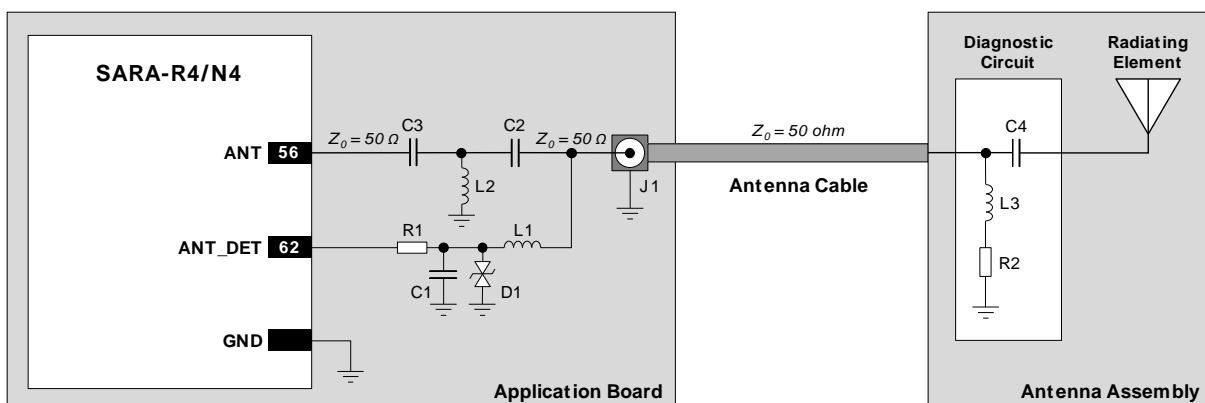 SARA-R4/N4
ANT 56
ANT_DET 62
GND
Z0 = 50 Ω
C3
C2
Z0 = 50 Ω
L2
R1
L1
C1
D1
J1
Application Board
Z0 = 50 ohm
Antenna Cable
Diagnostic
Circuit
Radiating
Element
C4
L3
R2
Antenna Assembly